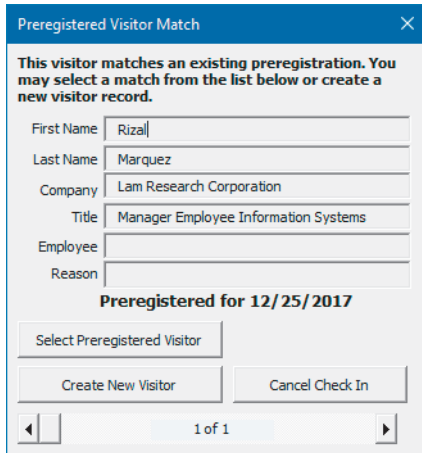 Preregistered Visitor Match
This visitor matches an existing preregistration. You
may select a match from the list below or create a
new visitor record.
First Name Rizal
Last Name Marquez
Company Lam Research Corporation
Title Manager Employee Information Systems
Employee
Reason
Preregistered for 12/25/2017
Select Preregistered Visitor
Create New Visitor Cancel Check In
1 of 1